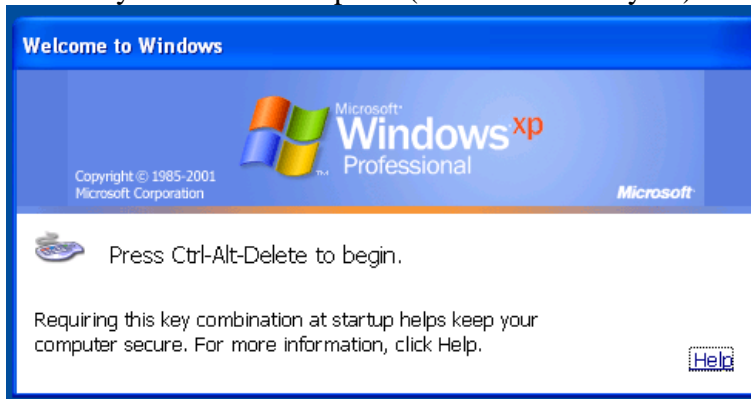 Welcome to Windows
Microsoft
Windows xp
Professional
TM
Copyright © 1985-2001
Microsoft Corporation
Microsoft
Press Ctrl-Alt-Delete to begin.
Requiring this key combination at startup helps keep your
computer secure. For more information, click Help.
Help